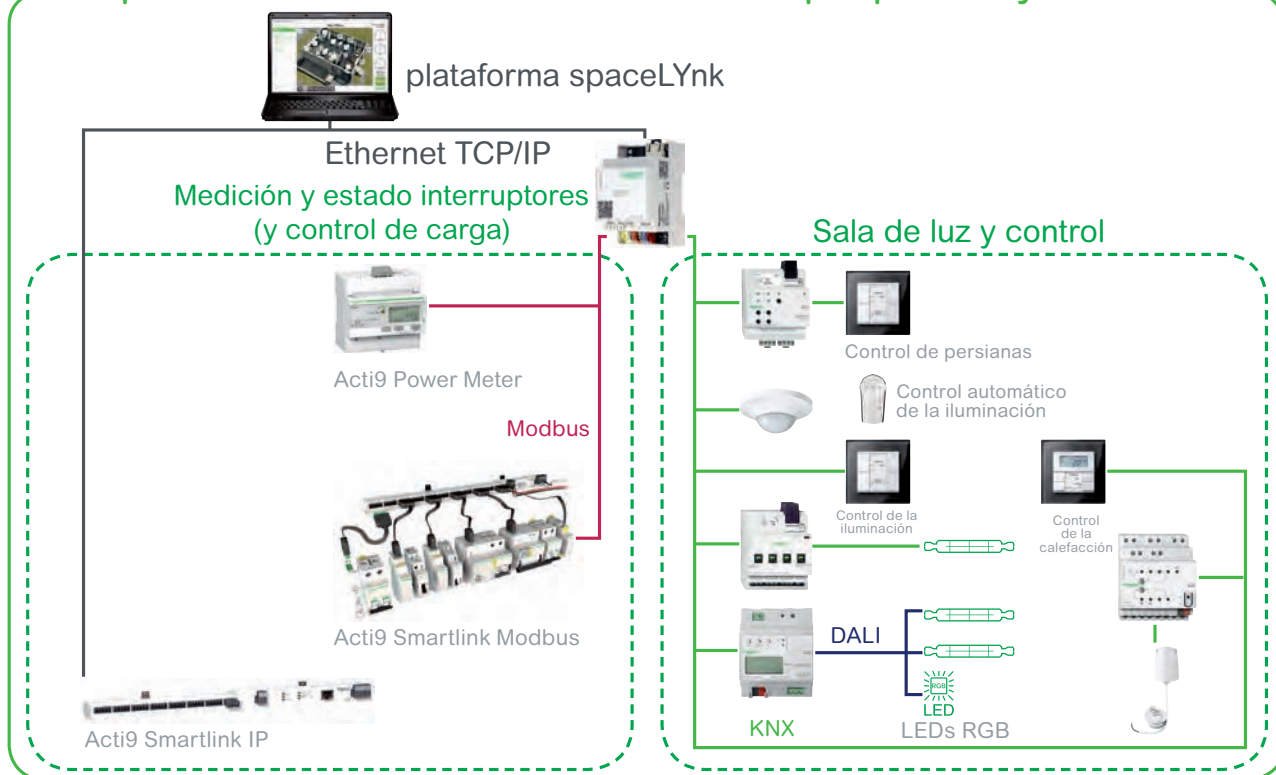 plataforma spaceLYnk
Ethernet TCP/IP
Medición y estado interruptores
(y control de carga)
Sala de luz y control
Control de persianas
Acti9 Power Meter
Control automático
de la iluminación
Modbus
Control de la
iluminación
Control
de la
calefacción
Acti9 Smartlink Modbus
DALI
RGB
LED
KNX
LEDs RGB
Acti9 Smartlink IP